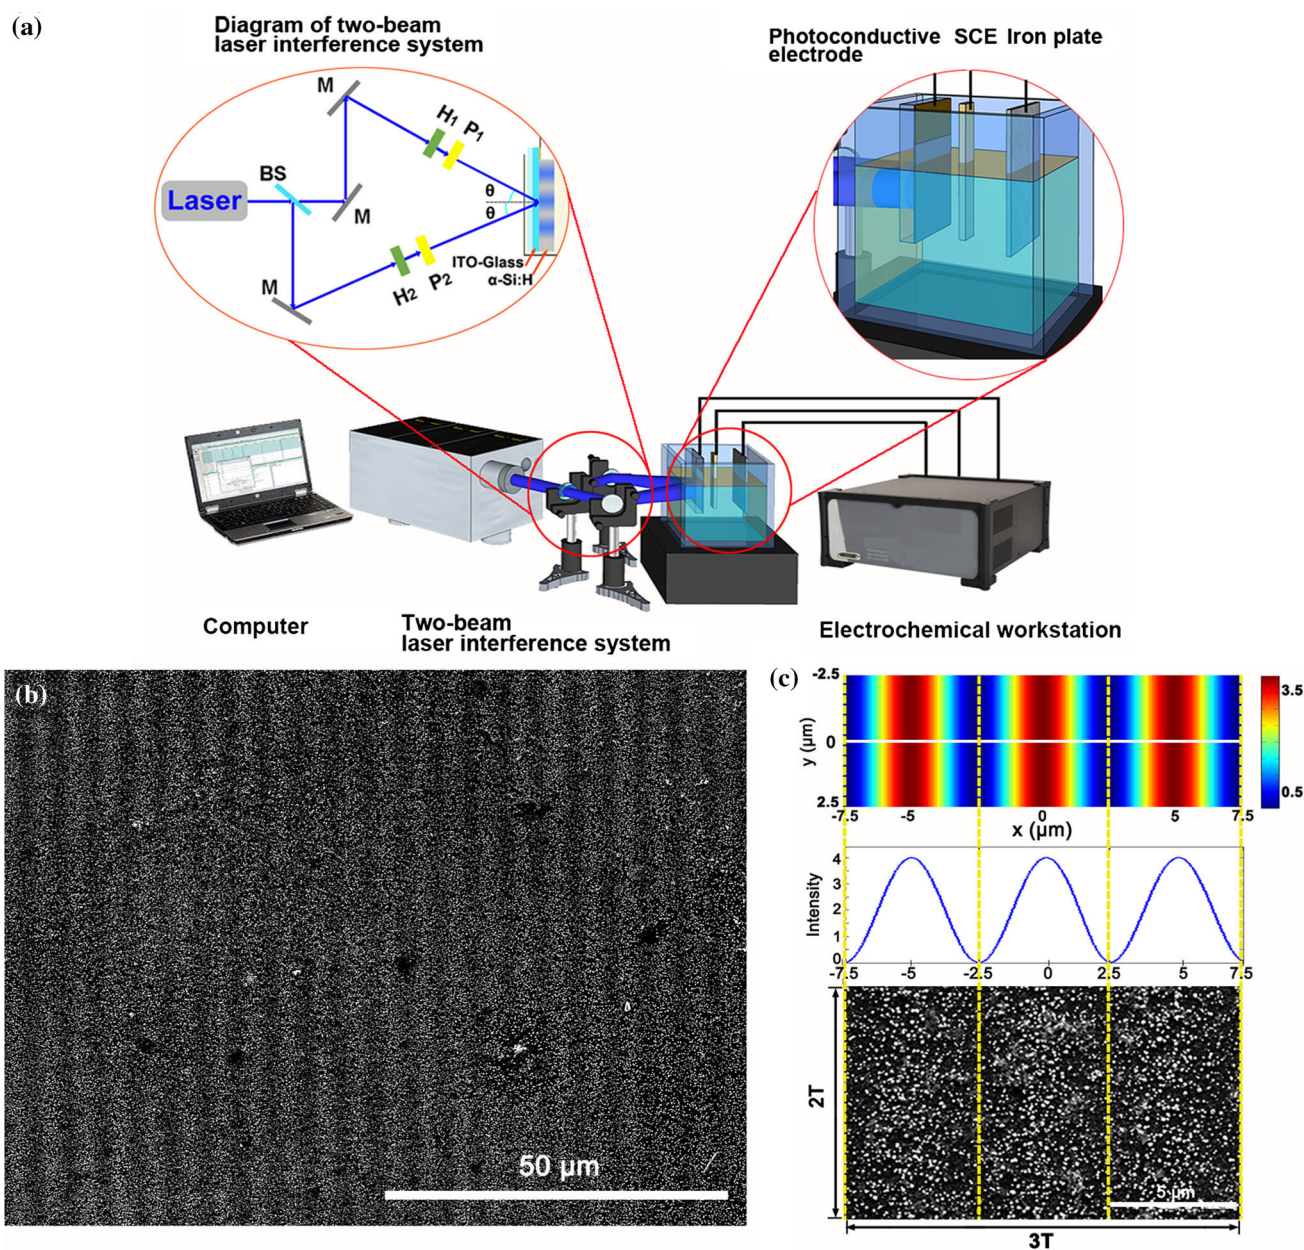 (a)
Diagram of two-beam
laser interference system
M
H1 P1
BS
Laser
θ
θ
M
ITO-Glass
α-Si:H
M
H2 P2
Photoconductive SCE Iron plate
electrode
Computer
Two-beam
laser interference system
Electrochemical workstation
(b)
50 µm
(c)
-2.5
0
2.5
y (µm)
-7.5 -5 0 5 7.5
x (µm)
3.5
0.5
4
3
2
1
0
Intensity
-7.5 -5 -2.5 0 2.5 5 7.5
2T
5 µm
3T